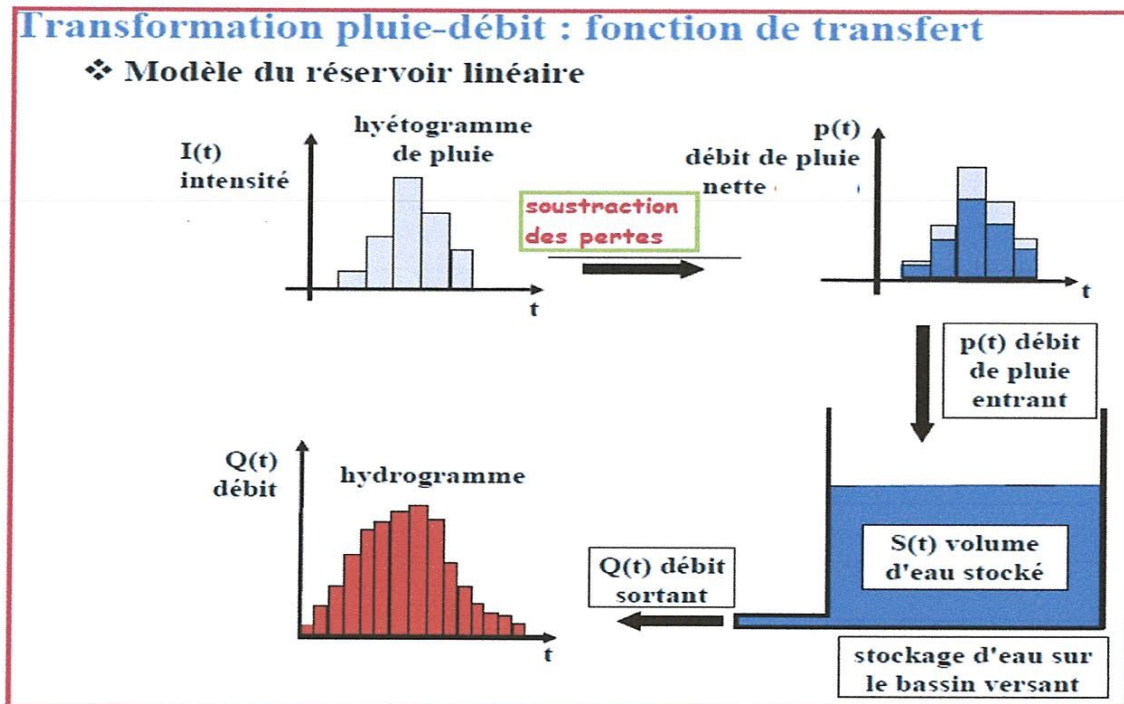 Transformation pluie-débit : fonction de transfert
❖ Modèle du réservoir linéaire
I(t)
intensité
hyétogramme
de pluie
t
soustraction
des pertes
p(t)
débit de pluie
nette
t
p(t) débit
de pluie
entrant
S(t) volume
d'eau stocké
stockage d'eau sur
le bassin versant
Q(t) débit
sortant
Q(t)
débit
hydrogramme
t